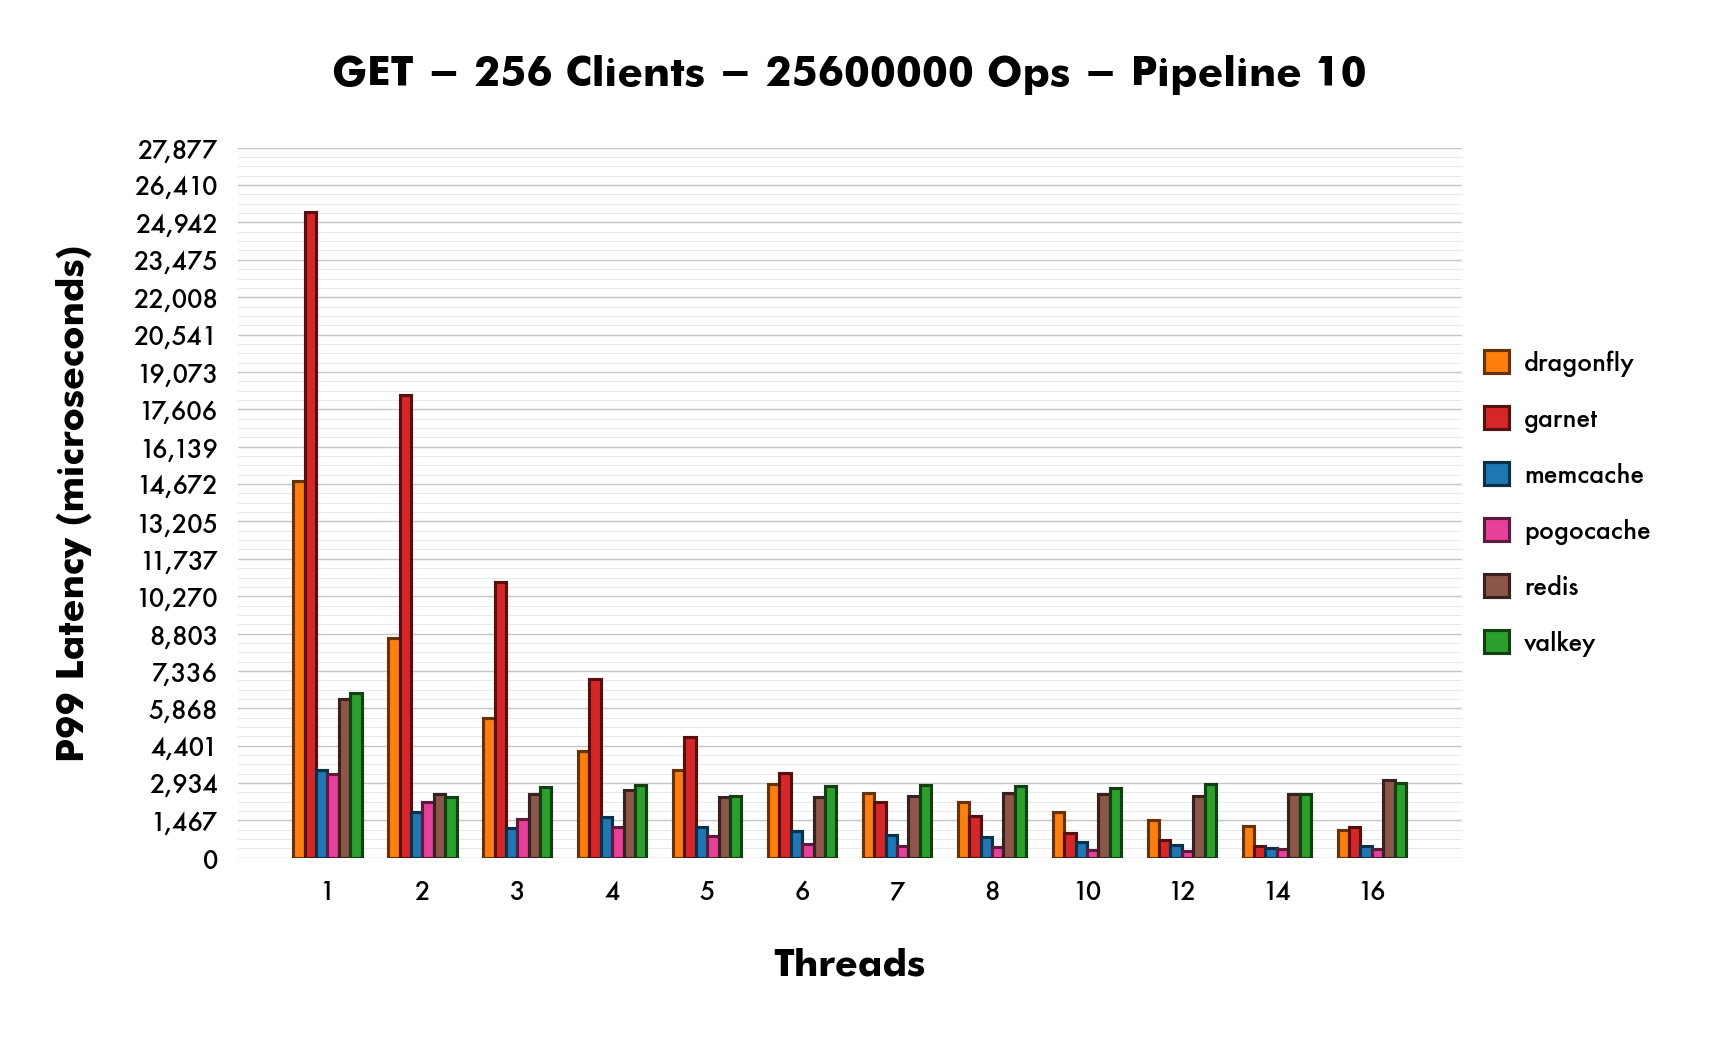 GET – 256 Clients – 25600000 Ops – Pipeline 10
P99 Latency (microseconds)
27,877
26,410
24,942
23,475
22,008
20,541
19,073
17,606
16,139
14,672
13,205
11,737
10,270
8,803
7,336
5,868
4,401
2,934
1,467
0
1 2 3 4 5 6 7 8 10 12 14 16
Threads
dragonfly
garnet
memcache
pogocache
redis
valkey